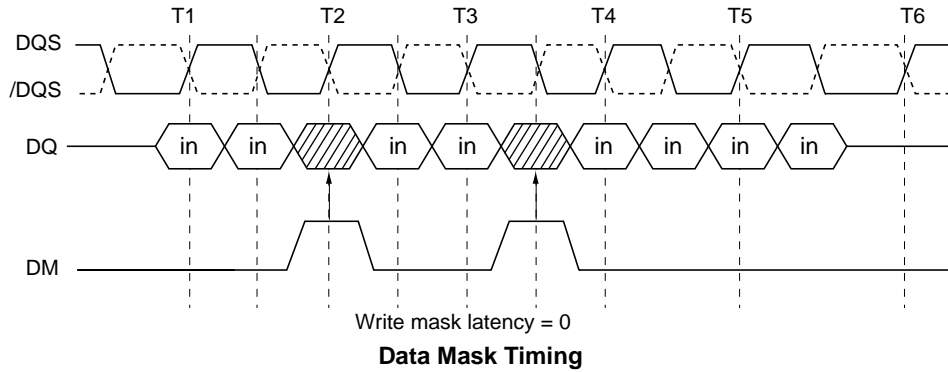 T1 T2 T3 T4 T5 T6
DQS
/DQS
DQ in in in in in in in in
DM
Write mask latency = 0
Data Mask Timing